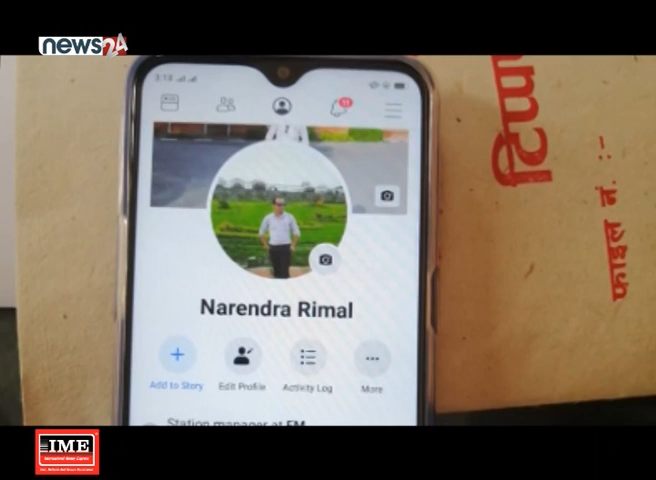 news24
3:18
11
टिप्प
फाइल नं. :-
Narendra Rimal
Add to Story
Edit Profile
Activity Log
More
Station manager at FM
IME